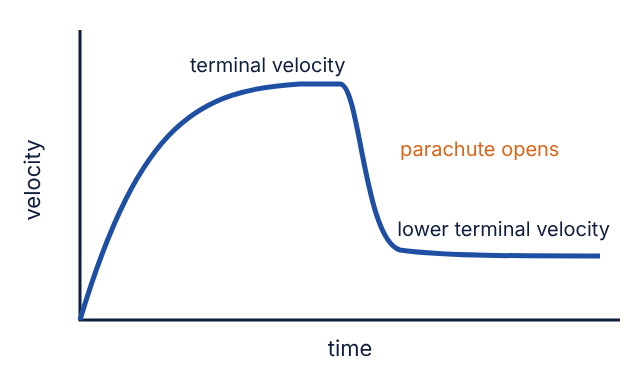 terminal velocity
parachute opens
lower terminal velocity
velocity
time